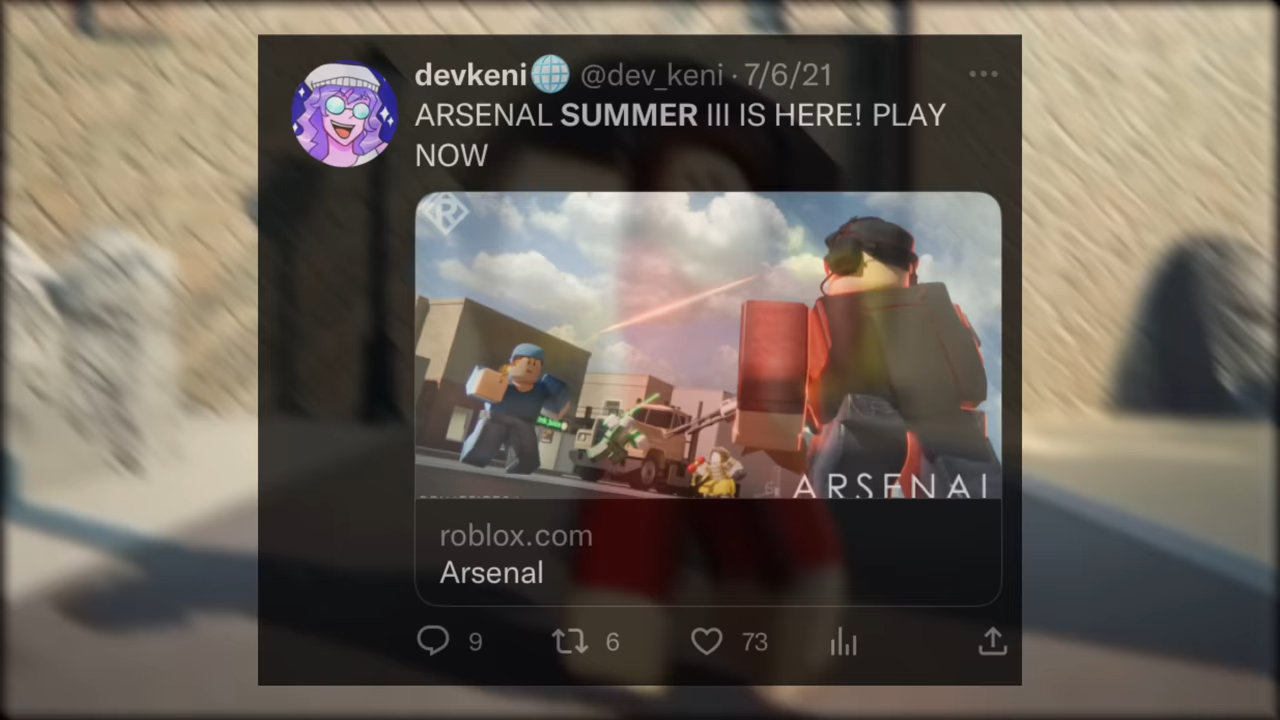 devkeni🌐 @dev_keni · 7/6/21
ARSENAL SUMMER III IS HERE! PLAY
NOW
ARSENAL
roblox.com
Arsenal
9 6 73